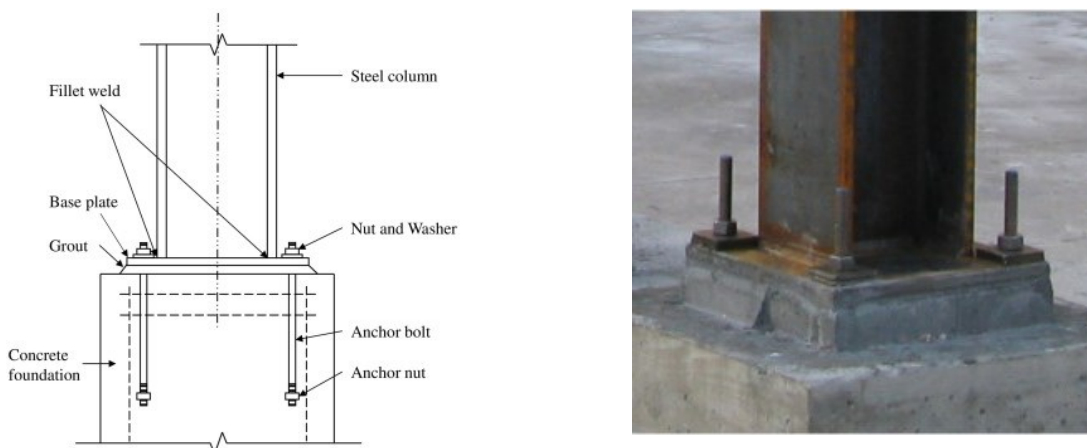 Steel column
Fillet weld
Base plate
Nut and Washer
Grout
Anchor bolt
Concrete
foundation
Anchor nut